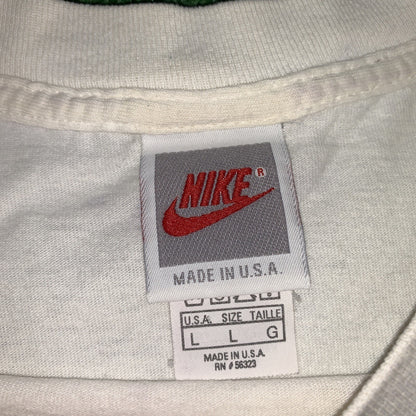 NIKE®
MADE IN U.S.A.
U.S.A. SIZE TAILLE
L L G
MADE IN U.S.A.
RN # 56323